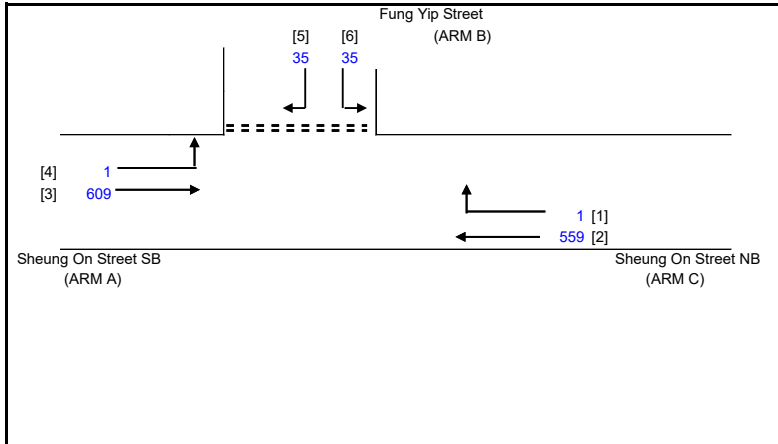 Fung Yip Street
(ARM B)
[5] [6]
35 35
[4] 1
[3] 609
1 [1]
559 [2]
Sheung On Street SB
(ARM A)
Sheung On Street NB
(ARM C)